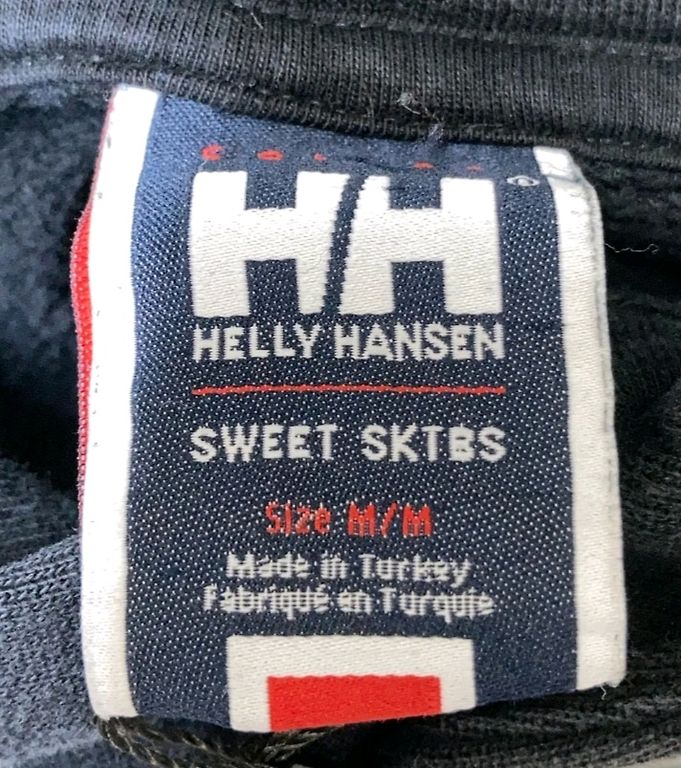 HH®
HELLY HANSEN
SWEET SKTBS
Size M/M
Made in Turkey
Fabriqué en Turquie